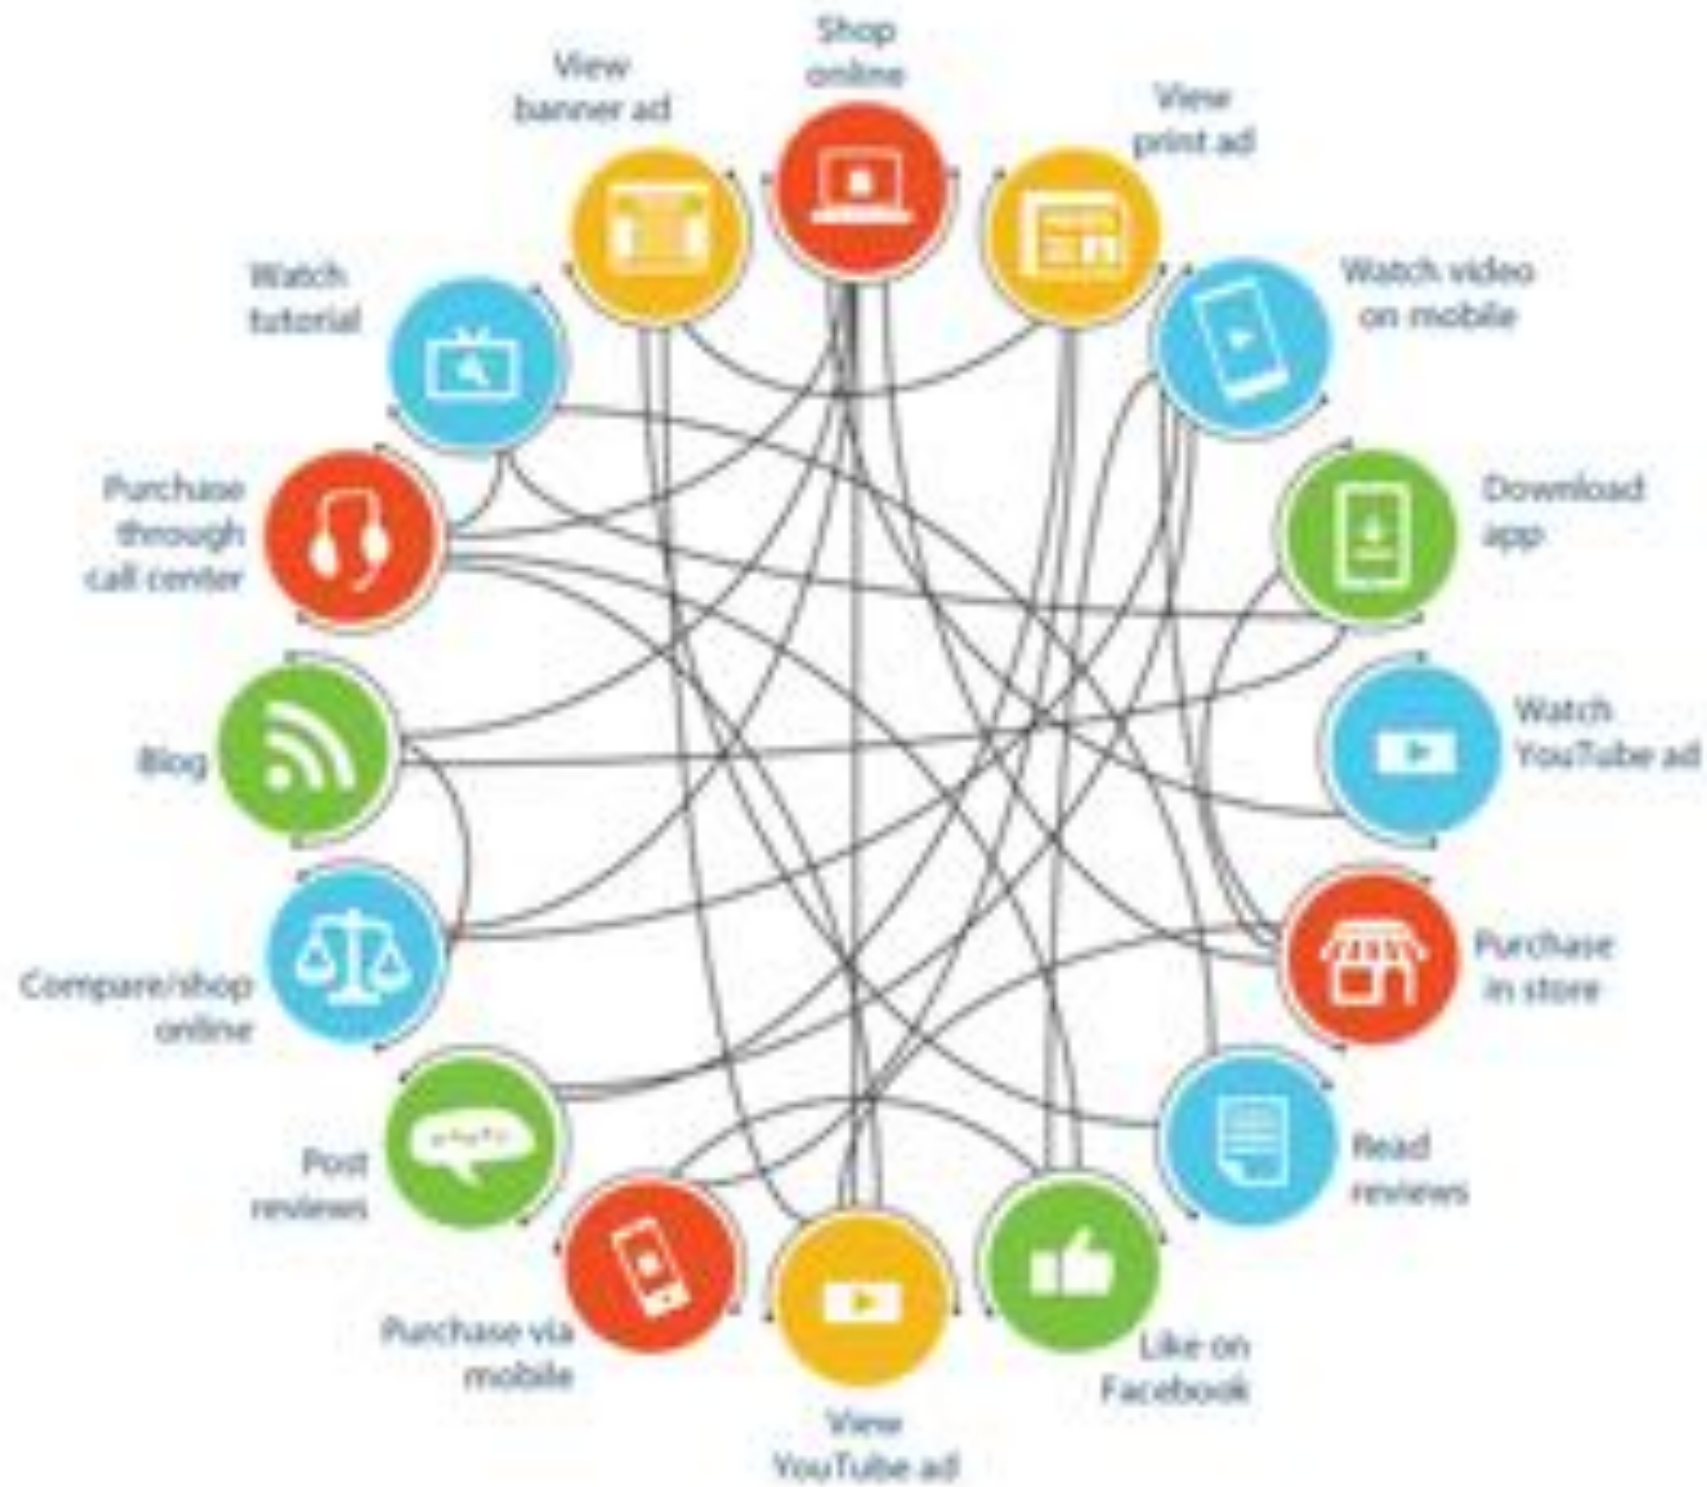 Shop
online
View
banner ad
View
print ad
Watch
tutorial
Watch video
on mobile
Purchase
through
call center
Download
app
Blog
Watch
YouTube ad
Compare/shop
online
Purchase
in store
Post
reviews
Read
reviews
Purchase via
mobile
Like on
Facebook
View
YouTube ad